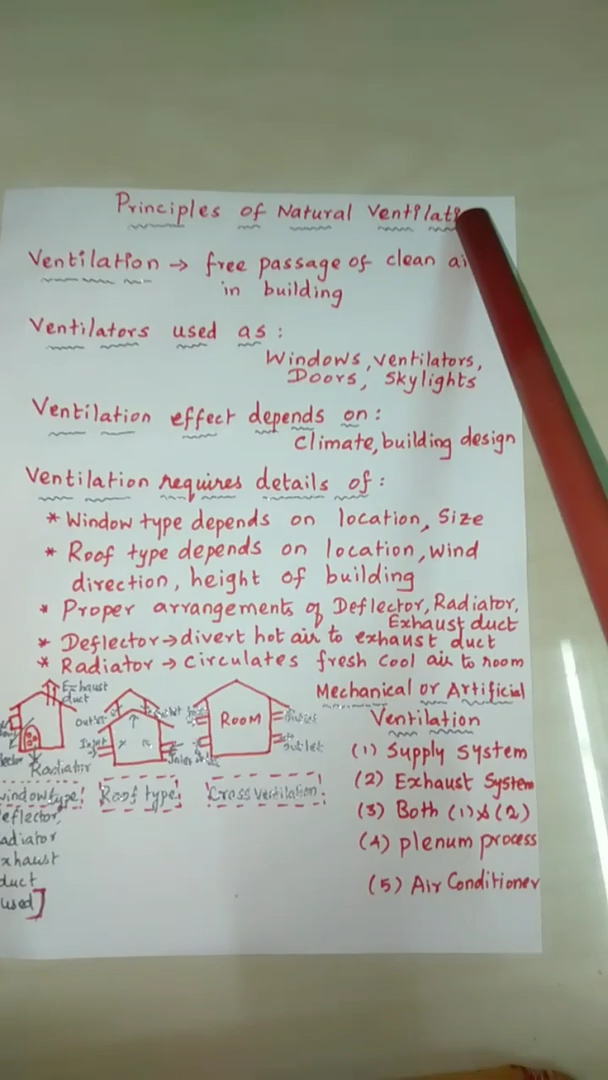 Principles of Natural Ventilati
Ventilation → free passage of clean ai
in building
Ventilators used as :
Windows, ventilators,
Doors, Skylights
Ventilation effect depends on :
climate, building design
Ventilation requires details of :
* Window type depends on location, Size
* Roof type depends on location, wind
direction, height of building
* Proper arrangements of Deflector, Radiator,
Exhaust duct
* Deflector → divert hot air to exhaust duct
* Radiator → circulates fresh cool air to room
Exhaust
duct
Radiator
window type
eflector,
adiator
xhaust
duct
used]
Outlet
Inlet
Roof type
ROOM
outlet
Cross ventilation
Mechanical or Artificial
Ventilation
(1) Supply system
(2) Exhaust System
(3) Both (1) & (2)
(4) plenum process
(5) Air Conditioner